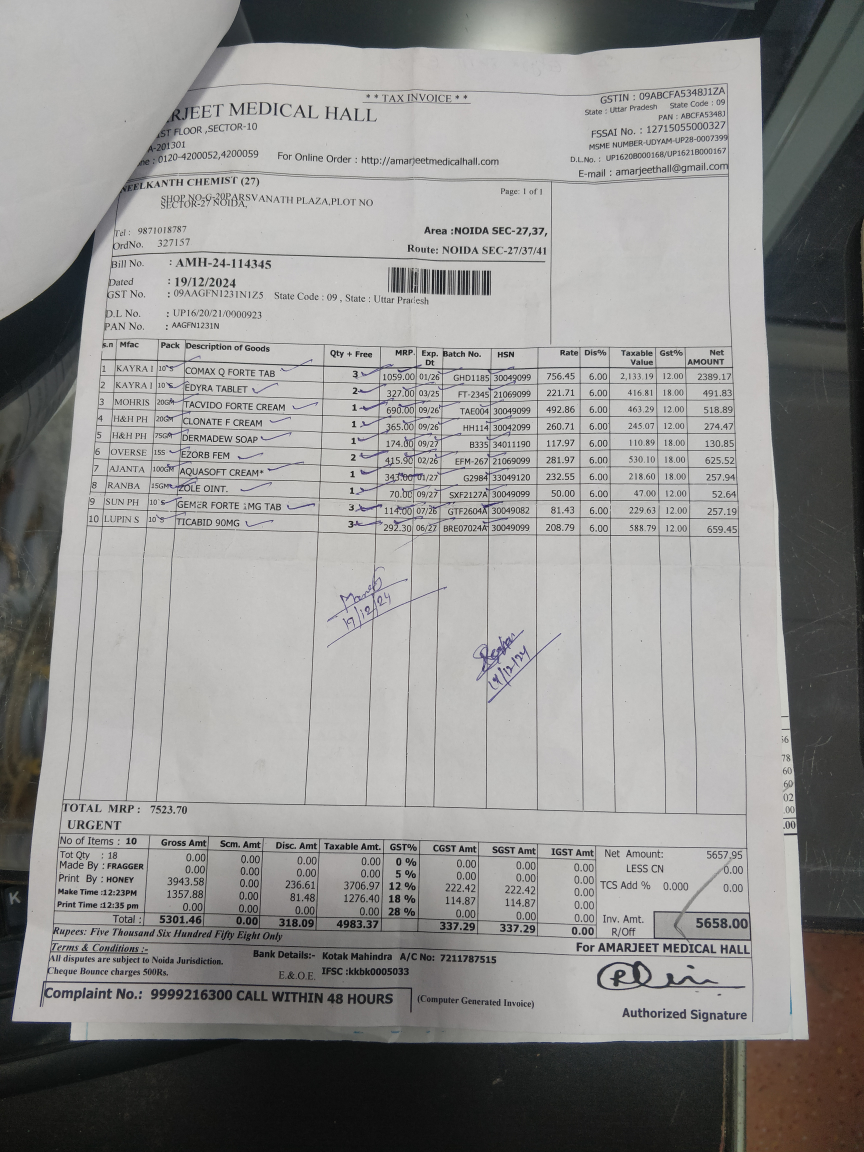 * * TAX INVOICE * *
GSTIN : 09ABCFA5348J1ZA
State : Uttar Pradesh State Code : 09
PAN : ABCFA5348J
FSSAI No. : 12715055000327
MSME NUMBER-UDYAM-UP28-0007399
D.L.No. : UP1620B000168/UP1621B000167
E-mail : amarjeethall@gmail.com
ARJEET MEDICAL HALL
ST FLOOR ,SECTOR-10
A-201301
ne : 0120-4200052,4200059 For Online Order : http://amarjeetmedicalhall.com
NEELKANTH CHEMIST (27)
Page: 1 of 1
SHOP NO-G-20PARSVANATH PLAZA,PLOT NO
SECTOR-27 NOIDA,
Tel : 9871018787
Area :NOIDA SEC-27,37,
OrdNo. 327157
Route: NOIDA SEC-27/37/41
Bill No. : AMH-24-114345
Dated : 19/12/2024
GST No. : 09AAGFN1231N1Z5 State Code : 09 , State : Uttar Pradesh
D.L No. : UP16/20/21/0000923
PAN No. : AAGFN1231N
s.n Mfac Pack Description of Goods Qty + Free MRP Exp. Dt Batch No. HSN Rate Dis% Taxable Value Gst% Net AMOUNT
1 KAYRA I 10`S COMAX Q FORTE TAB 3 1059.00 01/26 GHD1185 30049099 756.45 6.00 2,133.19 12.00 2389.17
2 KAYRA I 10`S EDYRA TABLET 2 327.00 03/25 FT-2345 21069099 221.71 6.00 416.81 18.00 491.83
3 MOHRIS 20GM TACVIDO FORTE CREAM 1 690.00 09/26 TAE004 30049099 492.86 6.00 463.29 12.00 518.89
4 H&H PH 20GM CLONATE F CREAM 1 365.00 09/26 HH114 30042099 260.71 6.00 245.07 12.00 274.47
5 H&H PH 75GM DERMADEW SOAP 1 174.00 09/27 B335 34011190 117.97 6.00 110.89 18.00 130.85
6 OVERSE 15S EZORB FEM 2 415.90 02/26 EFM-267 21069099 281.97 6.00 530.10 18.00 625.52
7 AJANTA 100GM AQUASOFT CREAM* 1 343.00 01/27 G2984 33049120 232.55 6.00 218.60 18.00 257.94
8 RANBA 15GM ZOLE OINT. 1 70.00 09/27 SXF2127A 30049099 50.00 6.00 47.00 12.00 52.64
9 SUN PH 10`S GEMER FORTE 1MG TAB 3 114.00 07/26 GTF2604A 30049082 81.43 6.00 229.63 12.00 257.19
10 LUPIN S 10`S TICABID 90MG 3 292.30 06/27 BRE07024A 30049099 208.79 6.00 588.79 12.00 659.45
19/12/24
19/12/24
TOTAL MRP : 7523.70
URGENT
No of Items : 10 Gross Amt Scm. Amt Disc. Amt Taxable Amt. GST% CGST Amt SGST Amt IGST Amt Net Amount: 5657.95
Tot Qty : 18 0.00 0.00 0.00 0.00 0 % 0.00 0.00 0.00 LESS CN 0.00
Made By : FRAGGER 0.00 0.00 0.00 0.00 5 % 0.00 0.00 0.00
Print By : HONEY 3943.58 0.00 236.61 3706.97 12 % 222.42 222.42 0.00 TCS Add % 0.000 0.00
Make Time :12:23PM 1357.88 0.00 81.48 1276.40 18 % 114.87 114.87 0.00
Print Time :12:35 pm 0.00 0.00 0.00 0.00 28 % 0.00 0.00 0.00 Inv. Amt.
Total : 5301.46 0.00 318.09 4983.37 337.29 337.29 0.00 R/Off 5658.00
Rupees: Five Thousand Six Hundred Fifty Eight Only
For AMARJEET MEDICAL HALL
Terms & Conditions :-
All disputes are subject to Noida Jurisdiction.
Cheque Bounce charges 500Rs.
Bank Details:- Kotak Mahindra A/C No: 7211787515
E.& O.E. IFSC :kkbk0005033
Complaint No.: 9999216300 CALL WITHIN 48 HOURS
(Computer Generated Invoice)
Authorized Signature
K
78
60
60
02
.00
.00